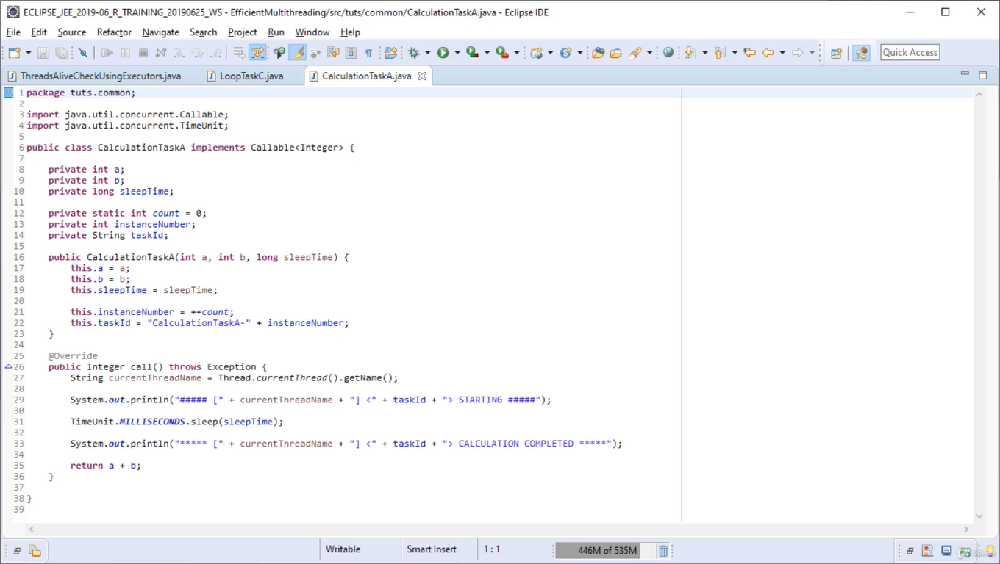 ECLIPSE_JEE_2019-06_R_TRAINING_20190625_WS - EfficientMultithreading/src/tuts/common/CalculationTaskA.java - Eclipse IDE
File Edit Source Refactor Navigate Search Project Run Window Help
Quick Access
ThreadsAliveCheckUsingExecutors.java LoopTaskC.java CalculationTaskA.java
1 package tuts.common;
2
3 import java.util.concurrent.Callable;
4 import java.util.concurrent.TimeUnit;
5
6 public class CalculationTaskA implements Callable<Integer> {
7
8     private int a;
9     private int b;
10     private long sleepTime;
11
12     private static int count = 0;
13     private int instanceNumber;
14     private String taskId;
15
16     public CalculationTaskA(int a, int b, long sleepTime) {
17         this.a = a;
18         this.b = b;
19         this.sleepTime = sleepTime;
20
21         this.instanceNumber = ++count;
22         this.taskId = "CalculationTaskA-" + instanceNumber;
23     }
24
25     @Override
26     public Integer call() throws Exception {
27         String currentThreadName = Thread.currentThread().getName();
28
29         System.out.println("##### [" + currentThreadName + "] <" + taskId + "> STARTING #####");
30
31         TimeUnit.MILLISECONDS.sleep(sleepTime);
32
33         System.out.println("***** [" + currentThreadName + "] <" + taskId + "> CALCULATION COMPLETED *****");
34
35         return a + b;
36     }
37
38 }
39
Writable Smart Insert 1 : 1 446M of 535M